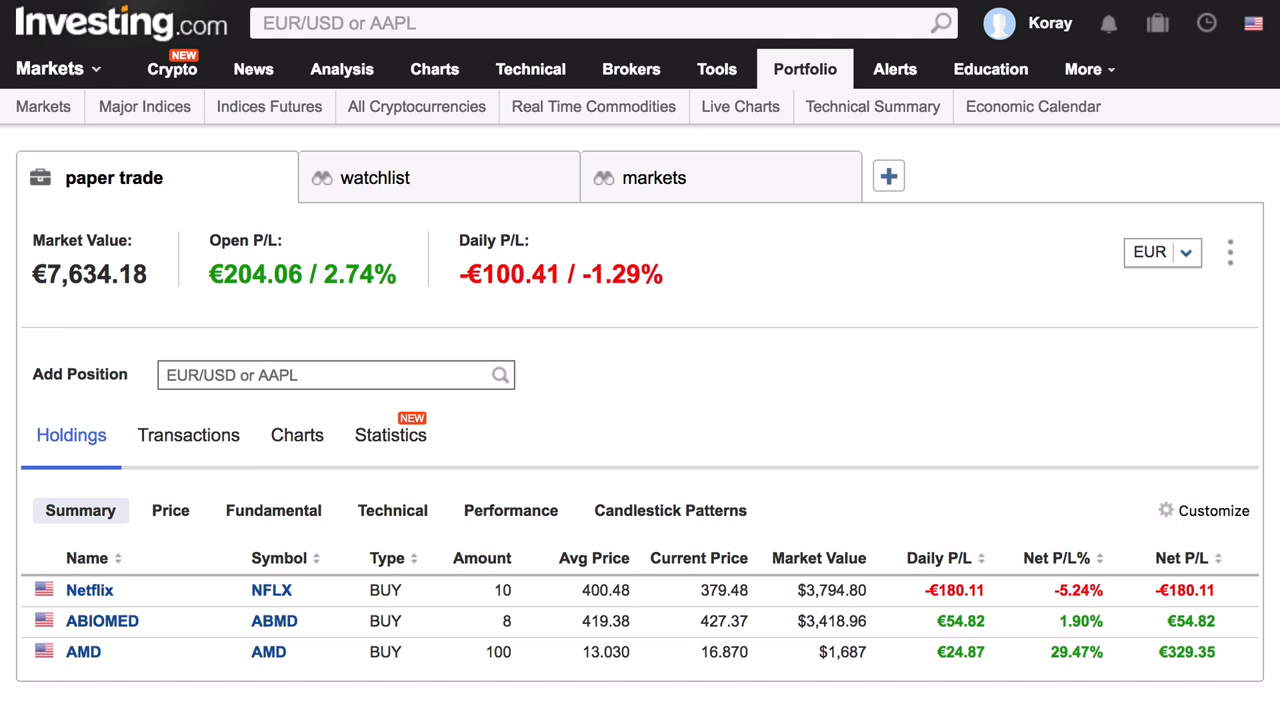 Investing.com EUR/USD or AAPL Koray
NEW
Markets Crypto News Analysis Charts Technical Brokers Tools Portfolio Alerts Education More
Markets Major Indices Indices Futures All Cryptocurrencies Real Time Commodities Live Charts Technical Summary Economic Calendar
paper trade watchlist markets
Market Value: Open P/L: Daily P/L:
€7,634.18 €204.06 / 2.74% -€100.41 / -1.29% EUR
Add Position EUR/USD or AAPL
NEW
Holdings Transactions Charts Statistics
Summary Price Fundamental Technical Performance Candlestick Patterns Customize
Name Symbol Type Amount Avg Price Current Price Market Value Daily P/L Net P/L% Net P/L
Netflix NFLX BUY 10 400.48 379.48 $3,794.80 -€180.11 -5.24% -€180.11
ABIOMED ABMD BUY 8 419.38 427.37 $3,418.96 €54.82 1.90% €54.82
AMD AMD BUY 100 13.030 16.870 $1,687 €24.87 29.47% €329.35